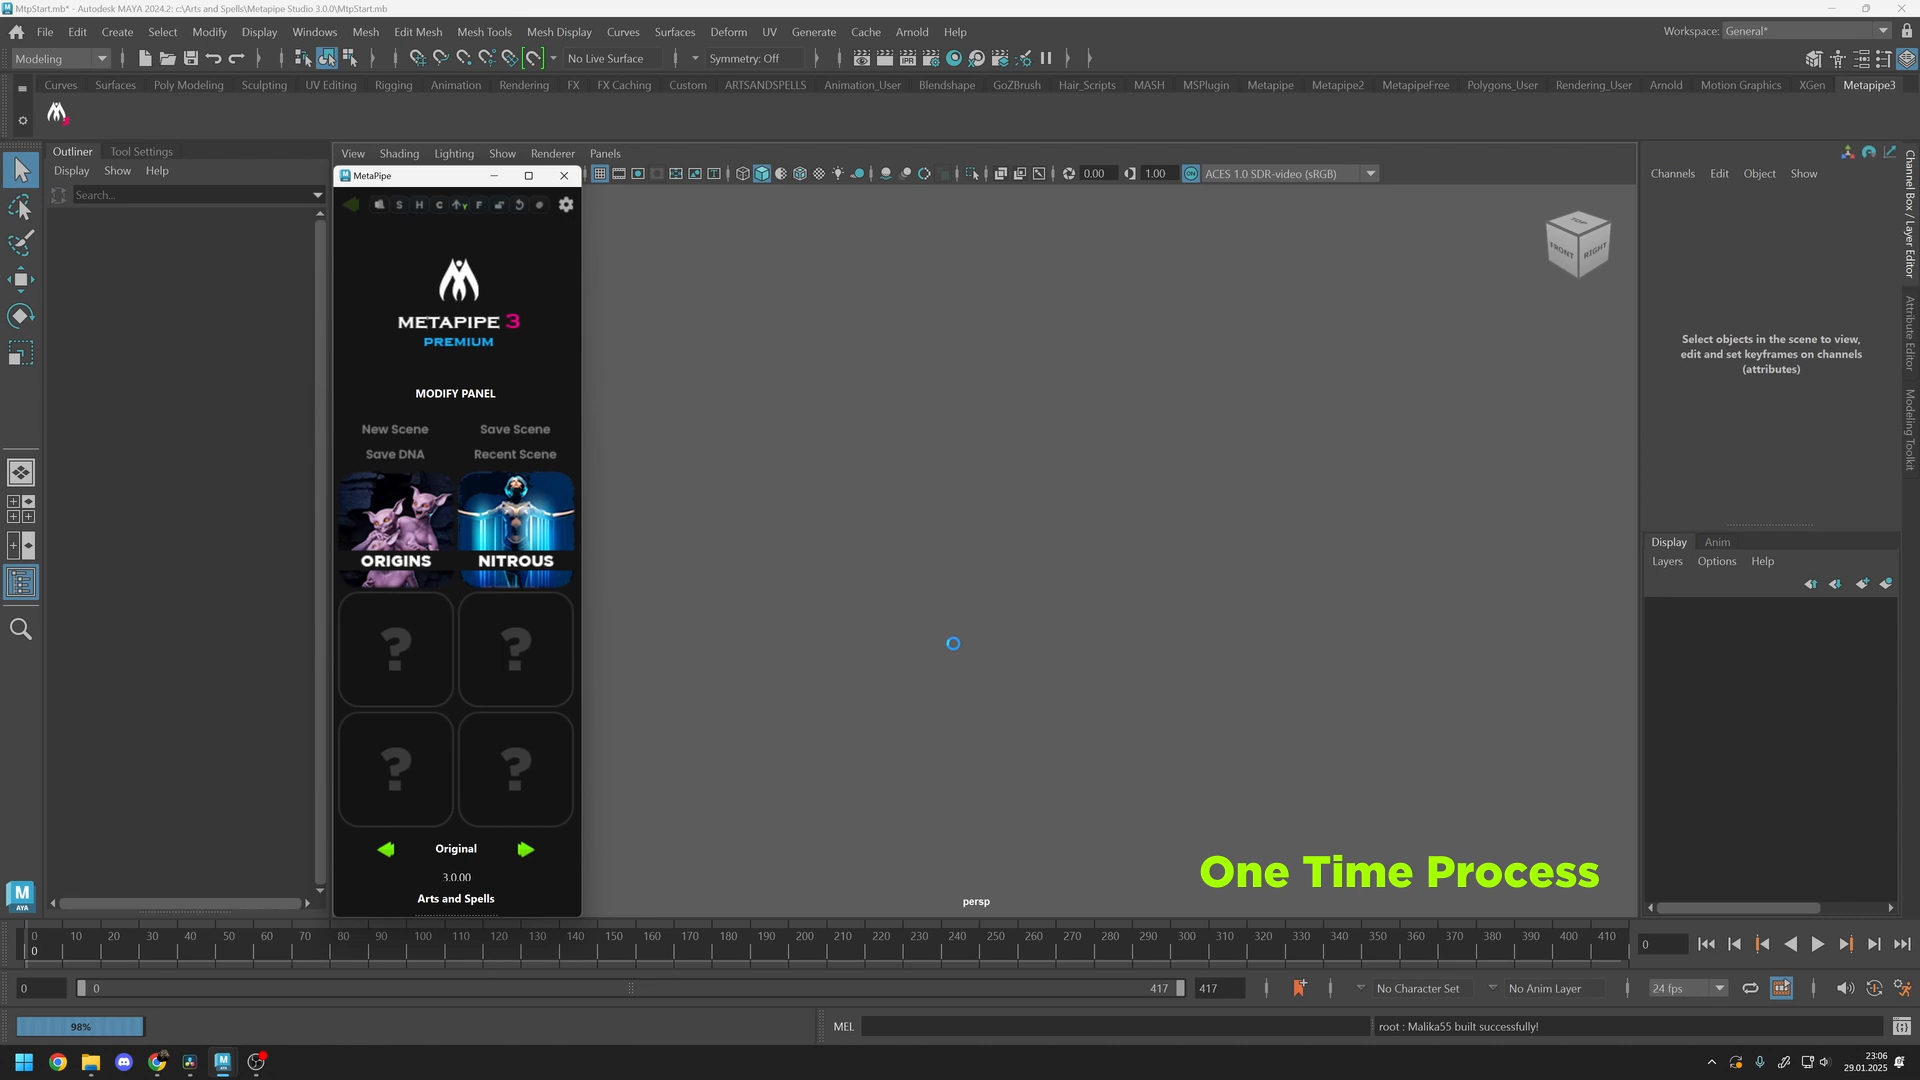 MtpStart.mb* - Autodesk MAYA 2024.2: c:\Arts and Spells\Metapipe Studio 3.0.0\MtpStart.mb
File Edit Create Select Modify Display Windows Mesh Edit Mesh Mesh Tools Mesh Display Curves Surfaces Deform UV Generate Cache Arnold Help
Workspace: General*
Modeling
No Live Surface
Symmetry: Off
Curves Surfaces Poly Modeling Sculpting UV Editing Rigging Animation Rendering FX FX Caching Custom ARTSANDSPELLS Animation_User Blendshape GoZBrush Hair_Scripts MASH MSPlugin Metapipe Metapipe2 MetapipeFree Polygons_User Rendering_User Arnold Motion Graphics XGen Metapipe3
Outliner Tool Settings
Display Show Help
Search...
View Shading Lighting Show Renderer Panels
0.00
1.00
ACES 1.0 SDR-video (sRGB)
MetaPipe
S H C Y F
METAPIPE 3
PREMIUM
MODIFY PANEL
New Scene Save Scene
Save DNA Recent Scene
ORIGINS NITROUS
? ?
? ?
Original
3.0.00
Arts and Spells
TOP
FRONT RIGHT
persp
One Time Process
Channels Edit Object Show
Select objects in the scene to view,
edit and set keyframes on channels
(attributes)
Channel Box / Layer Editor
Attribute Editor
Modeling Toolkit
Display Anim
Layers Options Help
0 10 20 30 40 50 60 70 80 90 100 110 120 130 140 150 160 170 180 190 200 210 220 230 240 250 260 270 280 290 300 310 320 330 340 350 360 370 380 390 400 410
0
0
0 0 417 417
No Character Set
No Anim Layer
24 fps
98%
MEL
root : Malika55 built successfully!
M
AYA
23:06
29.01.2025